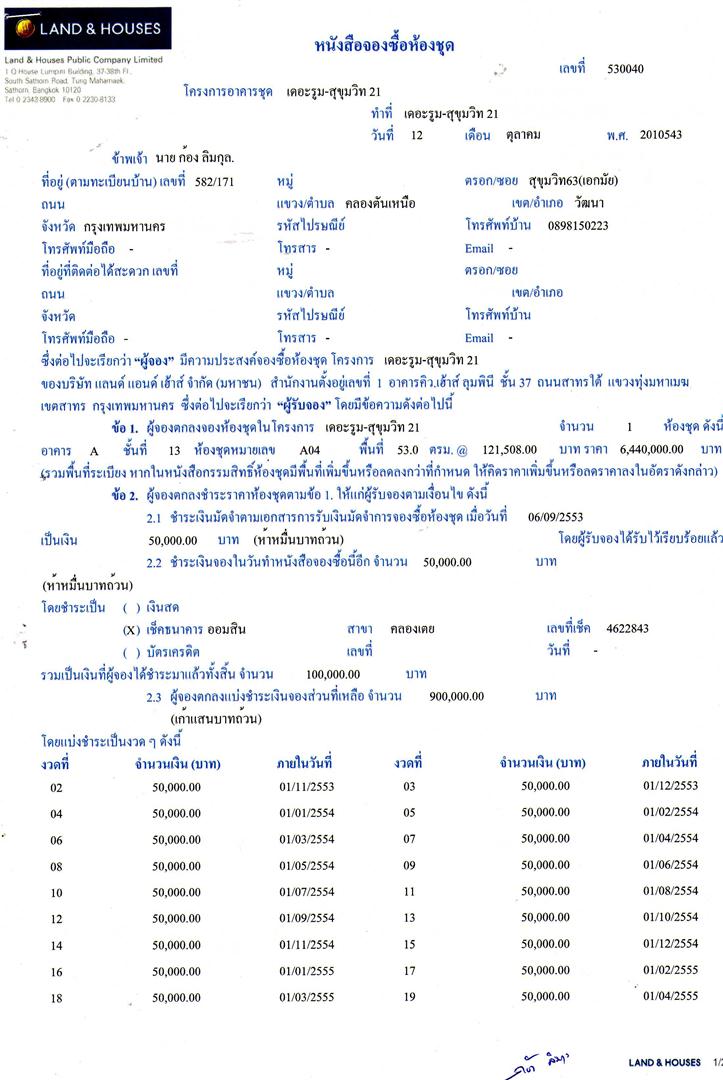 LAND & HOUSES
Land & Houses Public Company Limited
1 Q House Lumpini Building, 37-38th Fl.,
South Sathorn Road, Tung Mahamaek,
Sathorn, Bangkok 10120
Tel 0 2343-8900 Fax 0 2230-8133
หนังสือจองซื้อห้องชุด
เลขที่ 530040
โครงการอาคารชุด เดอะรูม-สุขุมวิท 21
ทำที่ เดอะรูม-สุขุมวิท 21
วันที่ 12 เดือน ตุลาคม พ.ศ. 2010543
ข้าพเจ้า นาย ก้อง ลิมกุล.
ที่อยู่ (ตามทะเบียนบ้าน) เลขที่ 582/171 หมู่ ตรอก/ซอย สุขุมวิท63(เอกมัย)
ถนน แขวง/ตำบล คลองตันเหนือ เขต/อำเภอ วัฒนา
จังหวัด กรุงเทพมหานคร รหัสไปรษณีย์ โทรศัพท์บ้าน 0898150223
โทรศัพท์มือถือ - โทรสาร - Email -
ที่อยู่ที่ติดต่อได้สะดวก เลขที่ หมู่ ตรอก/ซอย
ถนน แขวง/ตำบล เขต/อำเภอ
จังหวัด รหัสไปรษณีย์ โทรศัพท์บ้าน
โทรศัพท์มือถือ - โทรสาร - Email -
ซึ่งต่อไปจะเรียกว่า “ผู้จอง” มีความประสงค์จองซื้อห้องชุด โครงการ เดอะรูม-สุขุมวิท 21
ของบริษัท แลนด์ แอนด์ เฮ้าส์ จำกัด (มหาชน) สำนักงานตั้งอยู่เลขที่ 1 อาคารคิว.เฮ้าส์ ลุมพินี ชั้น 37 ถนนสาทรใต้ แขวงทุ่งมหาเมฆ
เขตสาทร กรุงเทพมหานคร ซึ่งต่อไปจะเรียกว่า “ผู้รับจอง” โดยมีข้อความดังต่อไปนี้
ข้อ 1. ผู้จองตกลงจองห้องชุดในโครงการ เดอะรูม-สุขุมวิท 21 จำนวน 1 ห้องชุด ดังนี้
อาคาร A ชั้นที่ 13 ห้องชุดหมายเลข A04 พื้นที่ 53.0 ตรม. @ 121,508.00 บาท ราคา 6,440,000.00 บาท
(รวมพื้นที่ระเบียง หากในหนังสือกรรมสิทธิ์ห้องชุดมีพื้นที่เพิ่มขึ้นหรือลดลงกว่าที่กำหนด ให้คิดราคาเพิ่มขึ้นหรือลดราคาลงในอัตราดังกล่าว)
ข้อ 2. ผู้จองตกลงชำระราคาห้องชุดตามข้อ 1. ให้แก่ผู้รับจองตามเงื่อนไข ดังนี้
2.1 ชำระเงินมัดจำตามเอกสารการรับเงินมัดจำการจองซื้อห้องชุด เมื่อวันที่ 06/09/2553
เป็นเงิน 50,000.00 บาท (ห้าหมื่นบาทถ้วน) โดยผู้รับจองได้รับไว้เรียบร้อยแล้ว
2.2 ชำระเงินจองในวันทำหนังสือจองซื้อนี้อีก จำนวน 50,000.00 บาท
(ห้าหมื่นบาทถ้วน)
โดยชำระเป็น ( ) เงินสด
(X) เช็คธนาคาร ออมสิน สาขา คลองเตย เลขที่เช็ค 4622843
( ) บัตรเครดิต เลขที่ วันที่ -
รวมเป็นเงินที่ผู้จองได้ชำระมาแล้วทั้งสิ้น จำนวน 100,000.00 บาท
2.3 ผู้จองตกลงแบ่งชำระเงินจองส่วนที่เหลือ จำนวน 900,000.00 บาท
(เก้าแสนบาทถ้วน)
โดยแบ่งชำระเป็นงวด ๆ ดังนี้
งวดที่ จำนวนเงิน (บาท) ภายในวันที่ งวดที่ จำนวนเงิน (บาท) ภายในวันที่
02 50,000.00 01/11/2553 03 50,000.00 01/12/2553
04 50,000.00 01/01/2554 05 50,000.00 01/02/2554
06 50,000.00 01/03/2554 07 50,000.00 01/04/2554
08 50,000.00 01/05/2554 09 50,000.00 01/06/2554
10 50,000.00 01/07/2554 11 50,000.00 01/08/2554
12 50,000.00 01/09/2554 13 50,000.00 01/10/2554
14 50,000.00 01/11/2554 15 50,000.00 01/12/2554
16 50,000.00 01/01/2555 17 50,000.00 01/02/2555
18 50,000.00 01/03/2555 19 50,000.00 01/04/2555
LAND & HOUSES 1/2